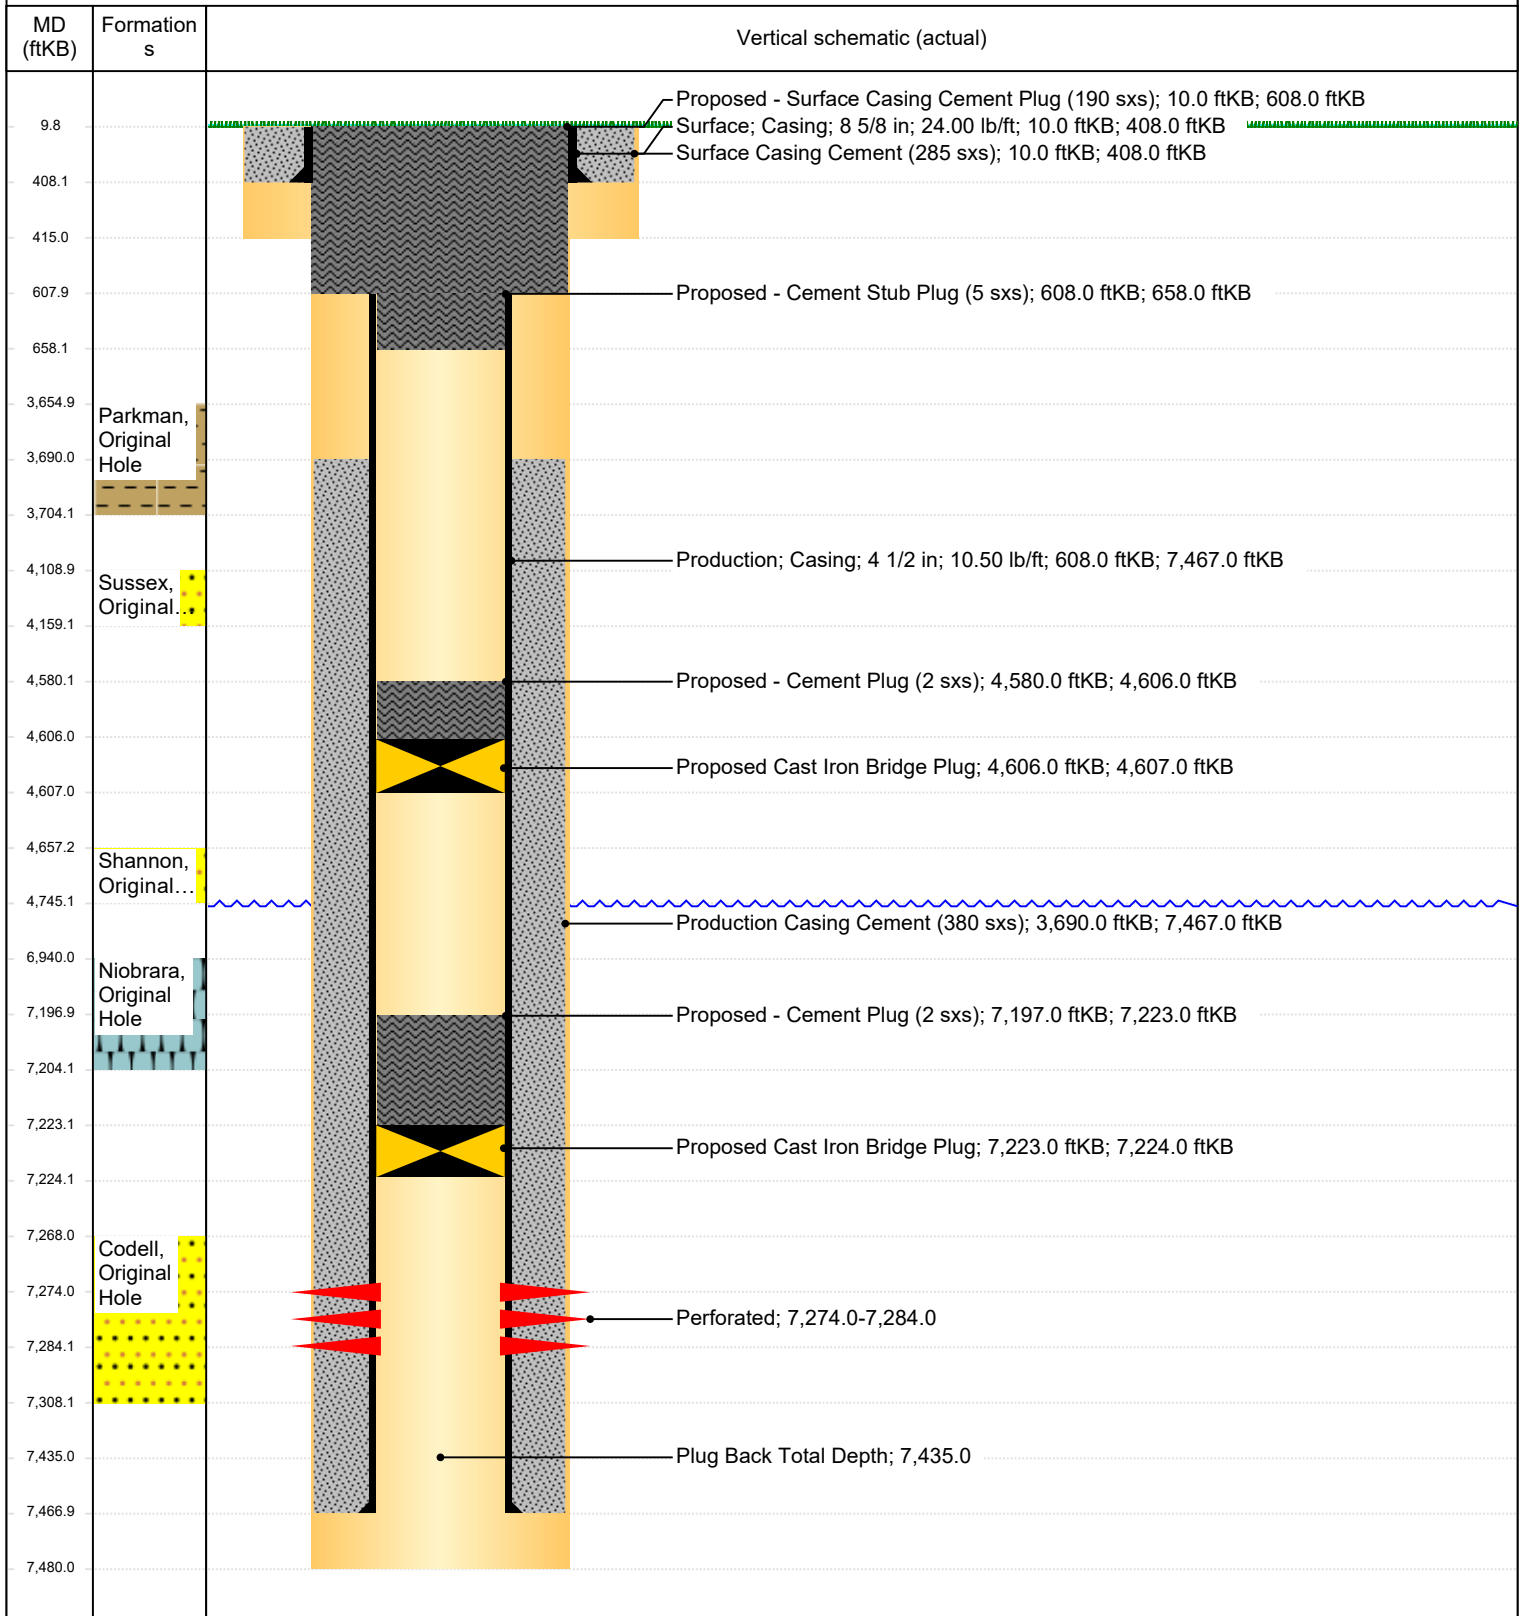 MD
(ftKB)
Formation
s
Vertical schematic (actual)
Proposed - Surface Casing Cement Plug (190 sxs); 10.0 ftKB; 608.0 ftKB
9.8
Surface; Casing; 8 5/8 in; 24.00 lb/ft; 10.0 ftKB; 408.0 ftKB
Surface Casing Cement (285 sxs); 10.0 ftKB; 408.0 ftKB
408.1
415.0
607.9
Proposed - Cement Stub Plug (5 sxs); 608.0 ftKB; 658.0 ftKB
658.1
3,654.9
Parkman,
Original
Hole
3,690.0
3,704.1
Production; Casing; 4 1/2 in; 10.50 lb/ft; 608.0 ftKB; 7,467.0 ftKB
4,108.9
Sussex,
Original...
4,159.1
4,580.1
Proposed - Cement Plug (2 sxs); 4,580.0 ftKB; 4,606.0 ftKB
4,606.0
Proposed Cast Iron Bridge Plug; 4,606.0 ftKB; 4,607.0 ftKB
4,607.0
4,657.2
Shannon,
Original...
4,745.1
Production Casing Cement (380 sxs); 3,690.0 ftKB; 7,467.0 ftKB
6,940.0
Niobrara,
Original
Hole
7,196.9
Proposed - Cement Plug (2 sxs); 7,197.0 ftKB; 7,223.0 ftKB
7,204.1
7,223.1
Proposed Cast Iron Bridge Plug; 7,223.0 ftKB; 7,224.0 ftKB
7,224.1
7,268.0
Codell,
Original
Hole
7,274.0
Perforated; 7,274.0-7,284.0
7,284.1
7,308.1
7,435.0
Plug Back Total Depth; 7,435.0
7,466.9
7,480.0